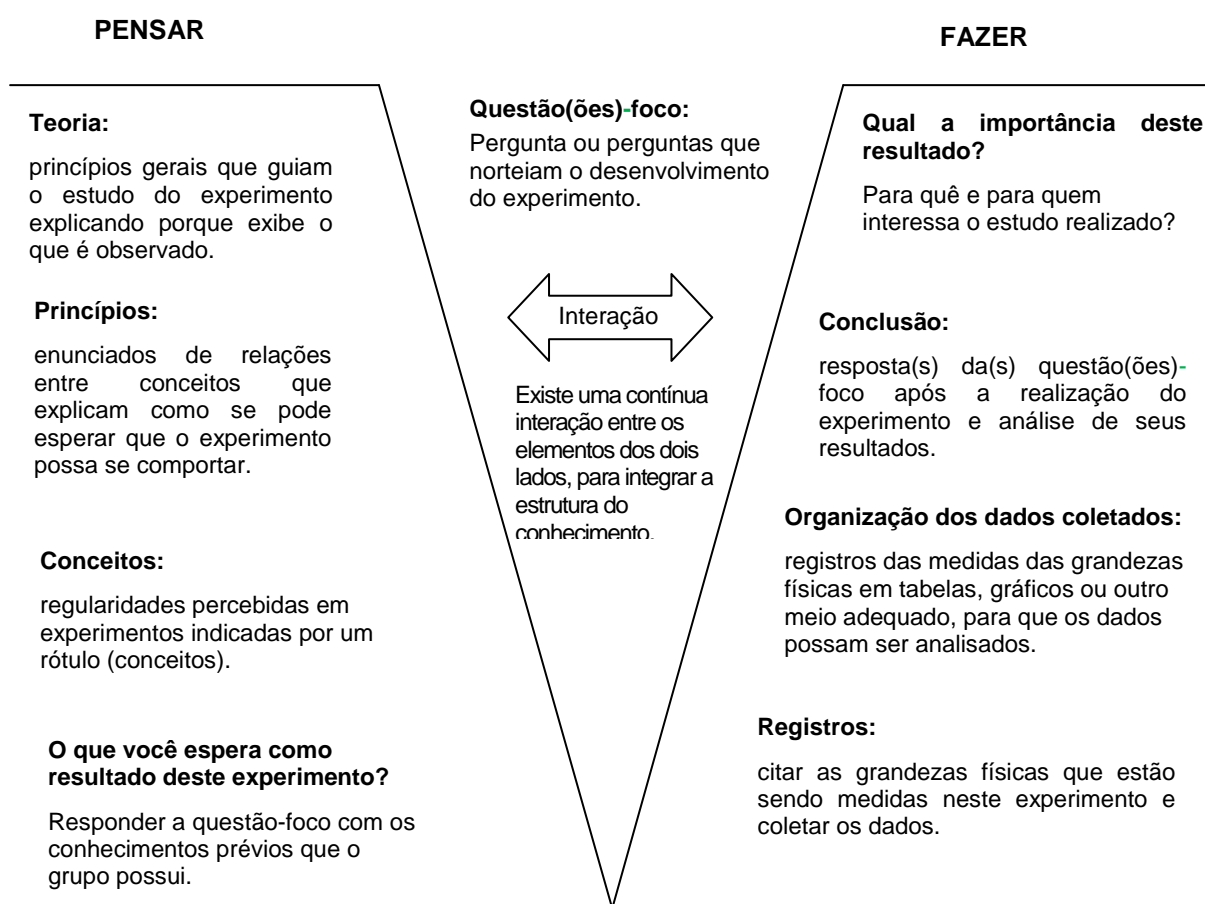 PENSAR
FAZER
Teoria:
princípios gerais que guiam
o estudo do experimento
explicando porque exibe o
que é observado.
Princípios:
enunciados de relações
entre conceitos que
explicam como se pode
esperar que o experimento
possa se comportar.
Conceitos:
regularidades percebidas em
experimentos indicadas por um
rótulo (conceitos).
O que você espera como
resultado deste experimento?
Responder a questão-foco com os
conhecimentos prévios que o
grupo possui.
Questão(ões)-foco:
Pergunta ou perguntas que
norteiam o desenvolvimento
do experimento.
Interação
Existe uma contínua
interação entre os
elementos dos dois
lados, para integrar a
estrutura do
conhecimento.
Qual a importância deste
resultado?
Para quê e para quem
interessa o estudo realizado?
Conclusão:
resposta(s) da(s) questão(ões)-
foco após a realização do
experimento e análise de seus
resultados.
Organização dos dados coletados:
registros das medidas das grandezas
físicas em tabelas, gráficos ou outro
meio adequado, para que os dados
possam ser analisados.
Registros:
citar as grandezas físicas que estão
sendo medidas neste experimento e
coletar os dados.